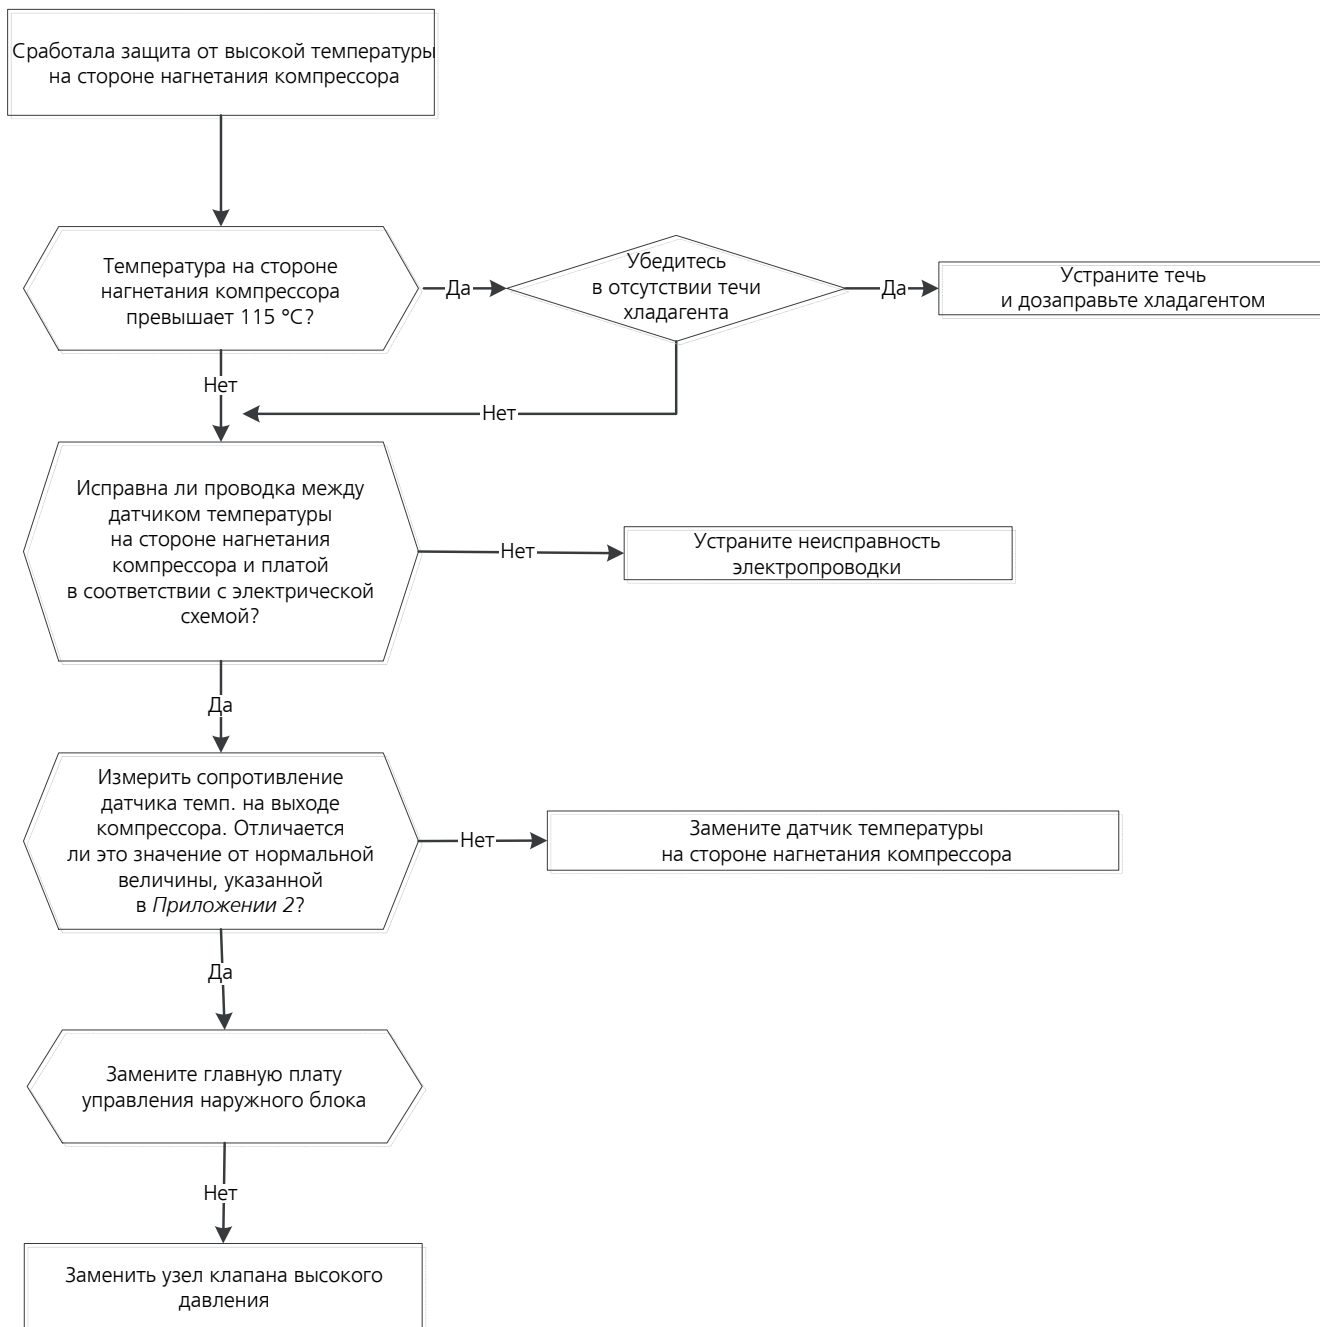 Сработала защита от высокой температуры
на стороне нагнетания компрессора
Температура на стороне
нагнетания компрессора
превышает 115 °C?
Да
Убедитесь
в отсутствии течи
хладагента
Да
Устраните течь
и дозаправьте хладагентом
Нет
Нет
Исправна ли проводка между
датчиком температуры
на стороне нагнетания
компрессора и платой
в соответствии с электрической
схемой?
Нет
Устраните неисправность
электропроводки
Да
Измерить сопротивление
датчика темп. на выходе
компрессора. Отличается
ли это значение от нормальной
величины, указанной
в Приложении 2?
Нет
Замените датчик температуры
на стороне нагнетания компрессора
Да
Замените главную плату
управления наружного блока
Нет
Заменить узел клапана высокого
давления